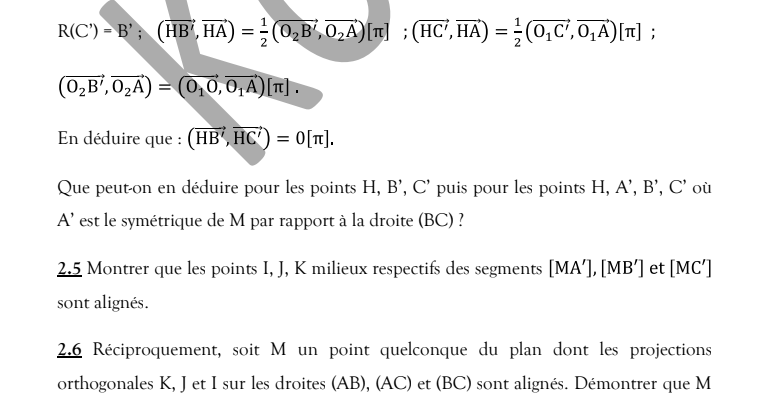 R(C') = B' ; (HB⃗', HA⃗) = 1/2 (O₂B'⃗, O₂A⃗)[π] ; (HC'⃗, HA⃗) = 1/2 (O₁C'⃗, O₁A⃗)[π] ;
(O₂B'⃗, O₂A⃗) = (O₁O⃗, O₁A⃗)[π] .
En déduire que : (HB'⃗, HC'⃗) = 0[π].
Que peut-on en déduire pour les points H, B', C' puis pour les points H, A', B', C' où
A' est le symétrique de M par rapport à la droite (BC) ?
2.5 Montrer que les points I, J, K milieux respectifs des segments [MA'], [MB'] et [MC']
sont alignés.
2.6 Réciproquement, soit M un point quelconque du plan dont les projections
orthogonales K, J et I sur les droites (AB), (AC) et (BC) sont alignés. Démontrer que M